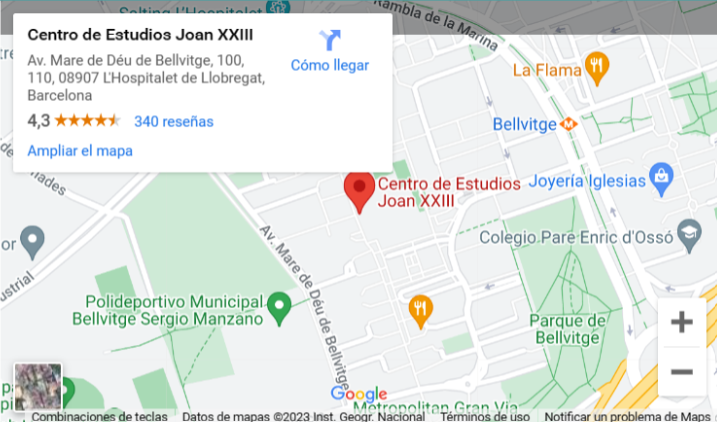 Salting L'Hospitalet
Centro de Estudios Joan XXIII
Av. Mare de Déu de Bellvitge, 100,
110, 08907 L'Hospitalet de Llobregat,
Barcelona
4,3
340 reseñas
Ampliar el mapa
Cómo llegar
Rambla de la Marina
La Flama
Bellvitge
M
Centro de Estudios
Joan XXIII
Joyería Iglesias
Colegio Pare Enric d'Ossó
or
Av. Mare de Déu de Bellvitge
Polideportivo Municipal
Bellvitge Sergio Manzano
Parque de
Bellvitge
+
−
Google
Metropolitan Gran Via
Combinaciones de teclas
Datos de mapas ©2023 Inst. Geogr. Nacional
Términos de uso
Notificar un problema de Maps